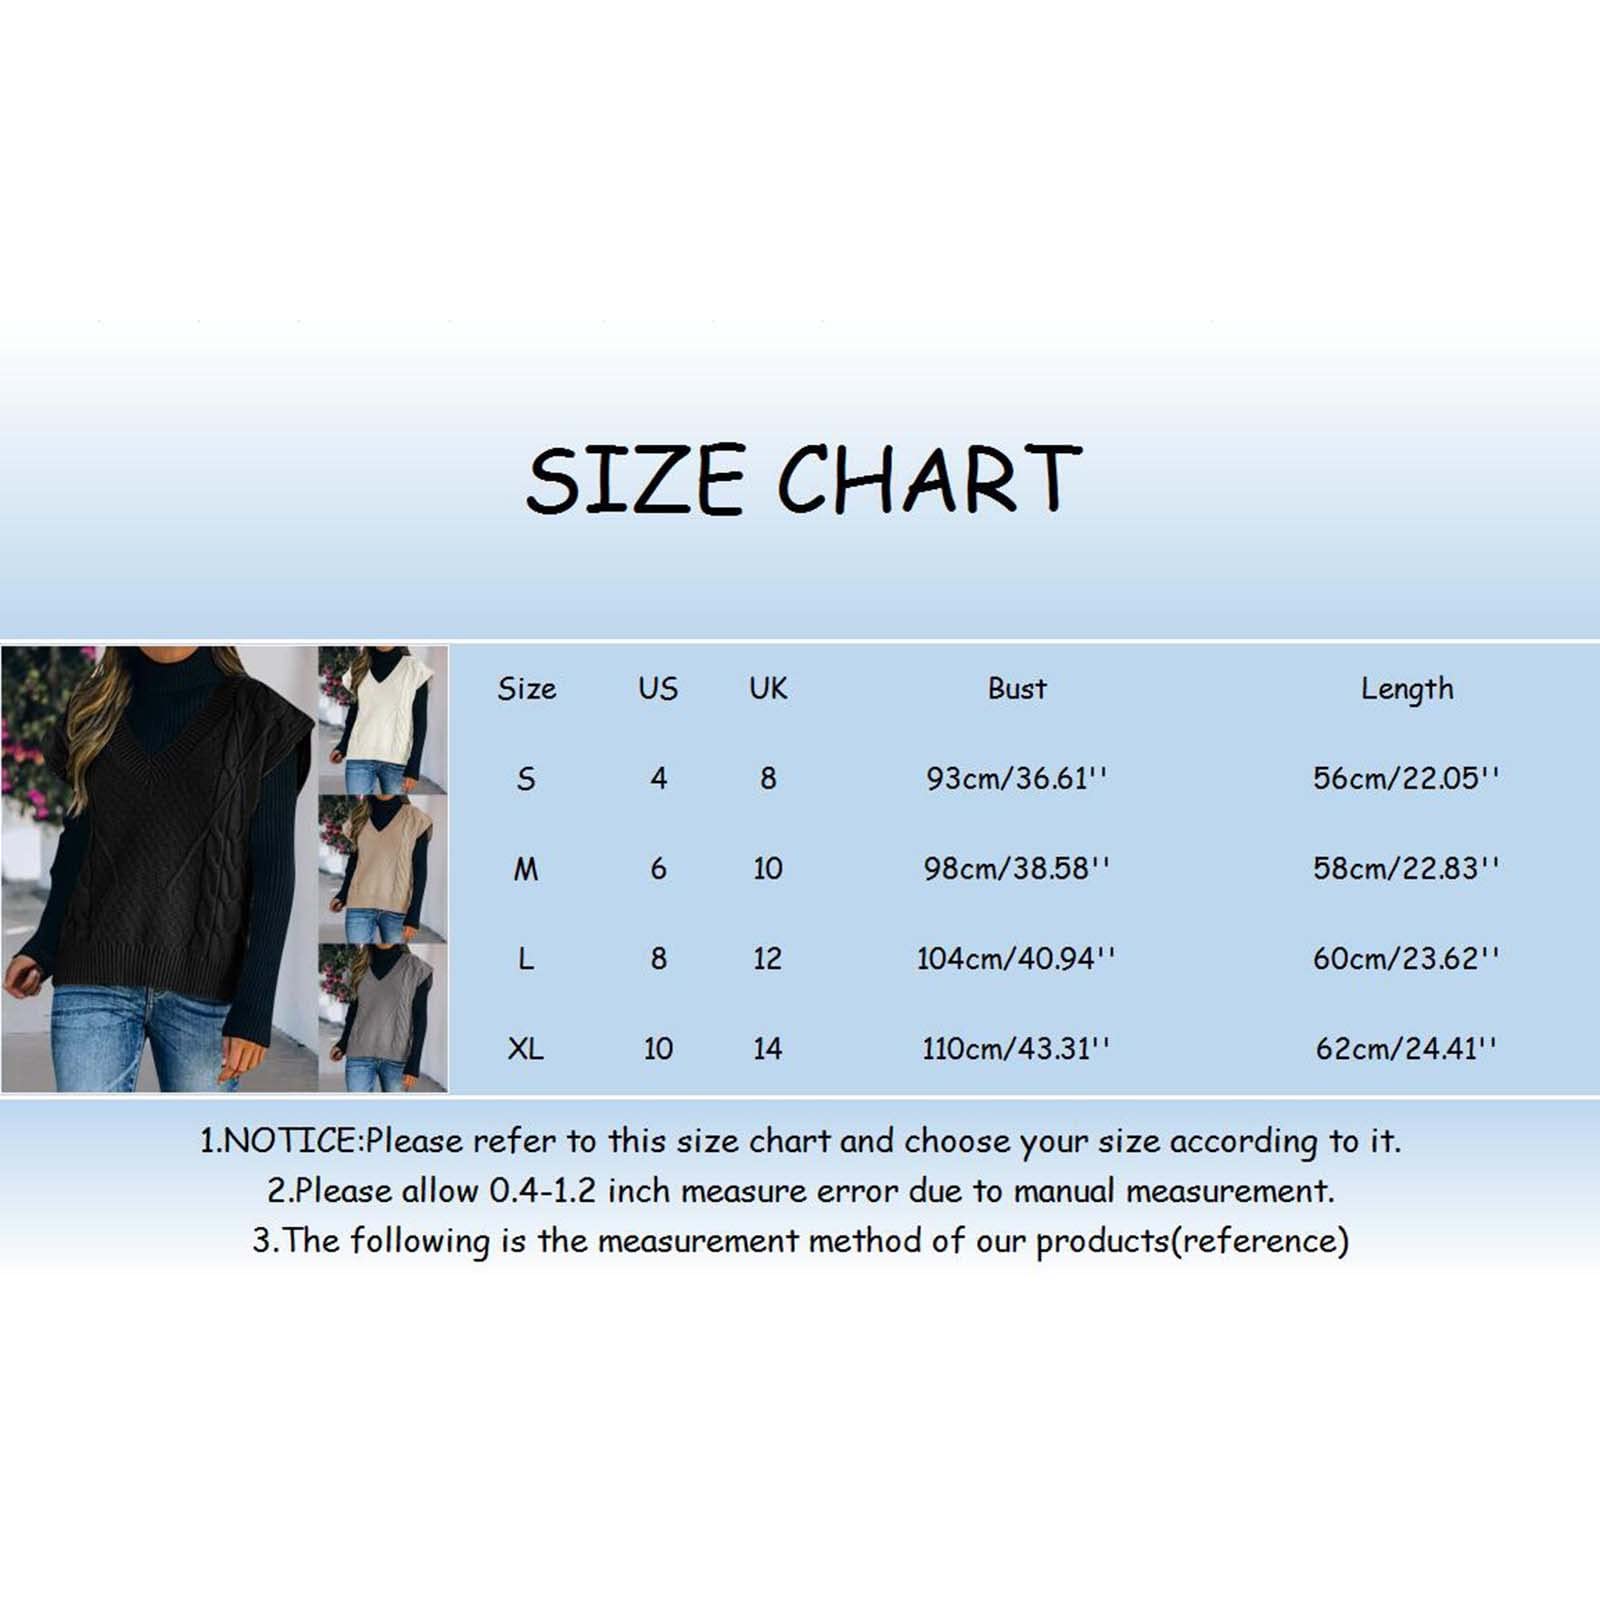 SIZE CHART
Size US UK Bust Length
S 4 8 93cm/36.61'' 56cm/22.05''
M 6 10 98cm/38.58'' 58cm/22.83''
L 8 12 104cm/40.94'' 60cm/23.62''
XL 10 14 110cm/43.31'' 62cm/24.41''
1.NOTICE:Please refer to this size chart and choose your size according to it.
2.Please allow 0.4-1.2 inch measure error due to manual measurement.
3.The following is the measurement method of our products(reference)